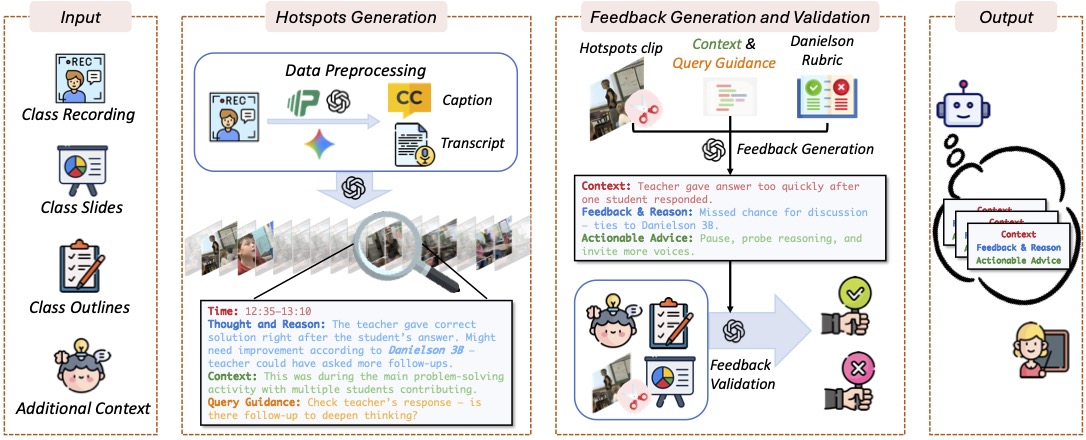 Input
Class Recording
Class Slides
Class Outlines
Additional Context
Hotspots Generation
Data Preprocessing
REC
REC
CC
Caption
Transcript
Time: 12:35–13:10
Thought and Reason: The teacher gave correct
solution right after the student's answer. Might
need improvement according to Danielson 3B –
teacher could have asked more follow-ups.
Context: This was during the main problem-solving
activity with multiple students contributing.
Query Guidance: Check teacher's response – is
there follow-up to deepen thinking?
Feedback Generation and Validation
Hotspots clip
Context &
Query Guidance
Danielson
Rubric
Feedback Generation
Context: Teacher gave answer too quickly after
one student responded.
Feedback & Reason: Missed chance for discussion
– ties to Danielson 3B.
Actionable Advice: Pause, probe reasoning, and
invite more voices.
Feedback
Validation
Output
Context
Context
Context
Feedback & Reason
Actionable Advice